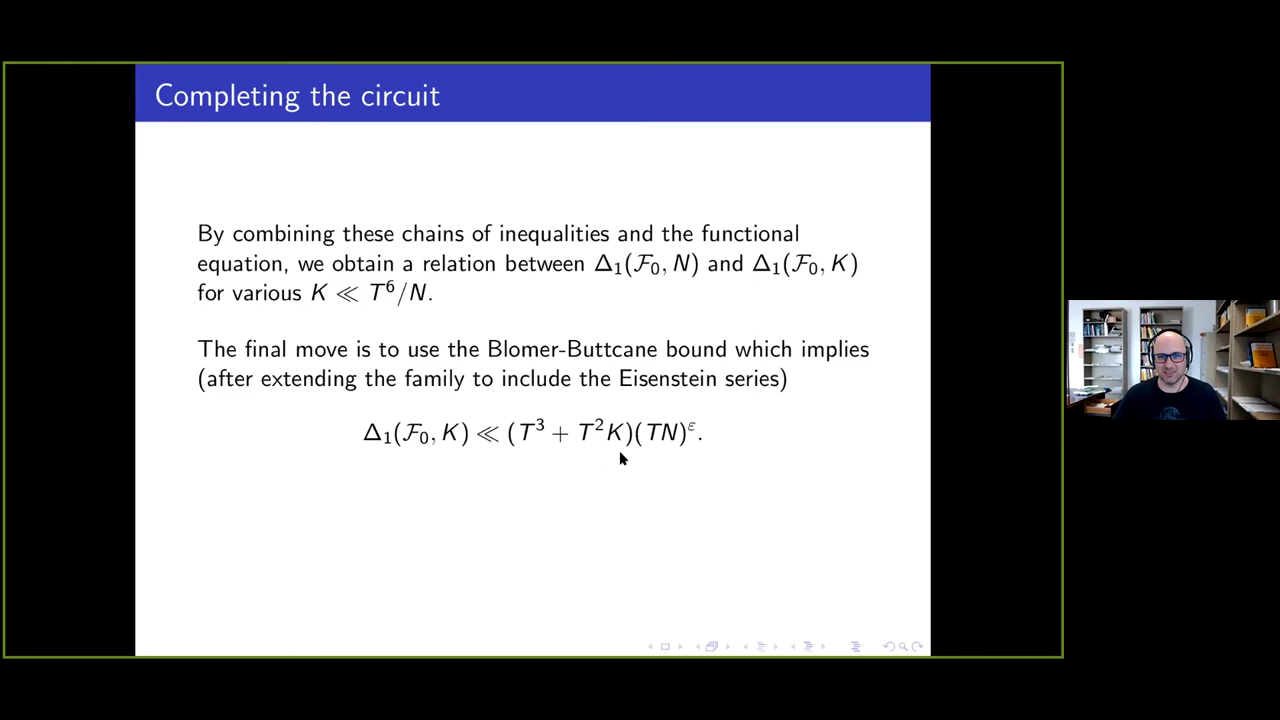 Completing the circuit
By combining these chains of inequalities and the functional
equation, we obtain a relation between Δ₁(ℱ₀, N) and Δ₁(ℱ₀, K)
for various K ≪ T⁶/N.
The final move is to use the Blomer-Buttcane bound which implies
(after extending the family to include the Eisenstein series)
Δ₁(ℱ₀, K) ≪ (T³ + T²K)(TN)^ε.